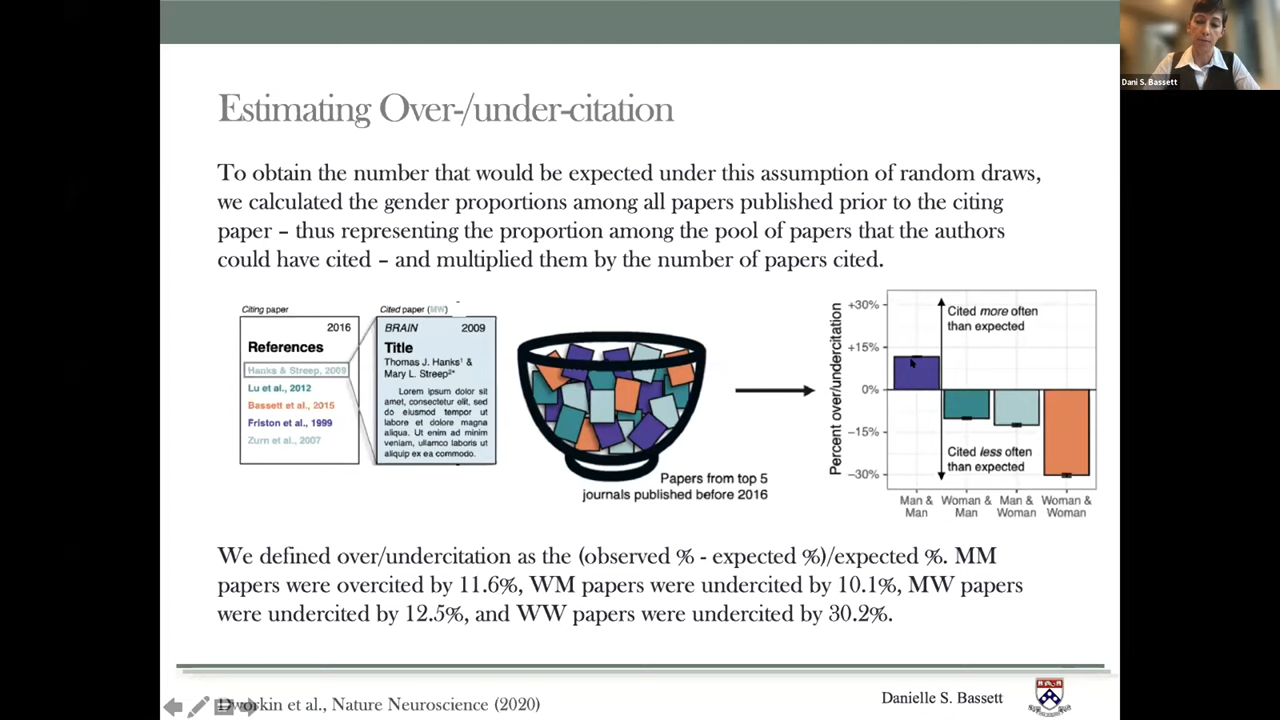 Dani S. Bassett
Estimating Over-/under-citation
To obtain the number that would be expected under this assumption of random draws,
we calculated the gender proportions among all papers published prior to the citing
paper – thus representing the proportion among the pool of papers that the authors
could have cited – and multiplied them by the number of papers cited.
Citing paper
2016
References
Hanks & Streep, 2009
Lu et al., 2012
Bassett et al., 2015
Friston et al., 1999
Zurn et al., 2007
Cited paper (MW)
BRAIN 2009
Title
Thomas J. Hanks¹ &
Mary L. Streep²*
Lorem ipsum dolor sit
amet, consectetur elit, sed
do eiusmod tempor ut
labore et dolore magna
aliqua. Ut enim ad minim
veniam, ullamco laboris ut
aliquip ex ea commodo.
Papers from top 5
journals published before 2016
Percent over/undercitation
+30%
+15%
0%
-15%
-30%
Cited more often
than expected
Cited less often
than expected
Man &
Man
Woman &
Man
Man &
Woman
Woman &
Woman
We defined over/undercitation as the (observed % - expected %)/expected %. MM
papers were overcited by 11.6%, WM papers were undercited by 10.1%, MW papers
were undercited by 12.5%, and WW papers were undercited by 30.2%.
Dworkin et al., Nature Neuroscience (2020)
Danielle S. Bassett